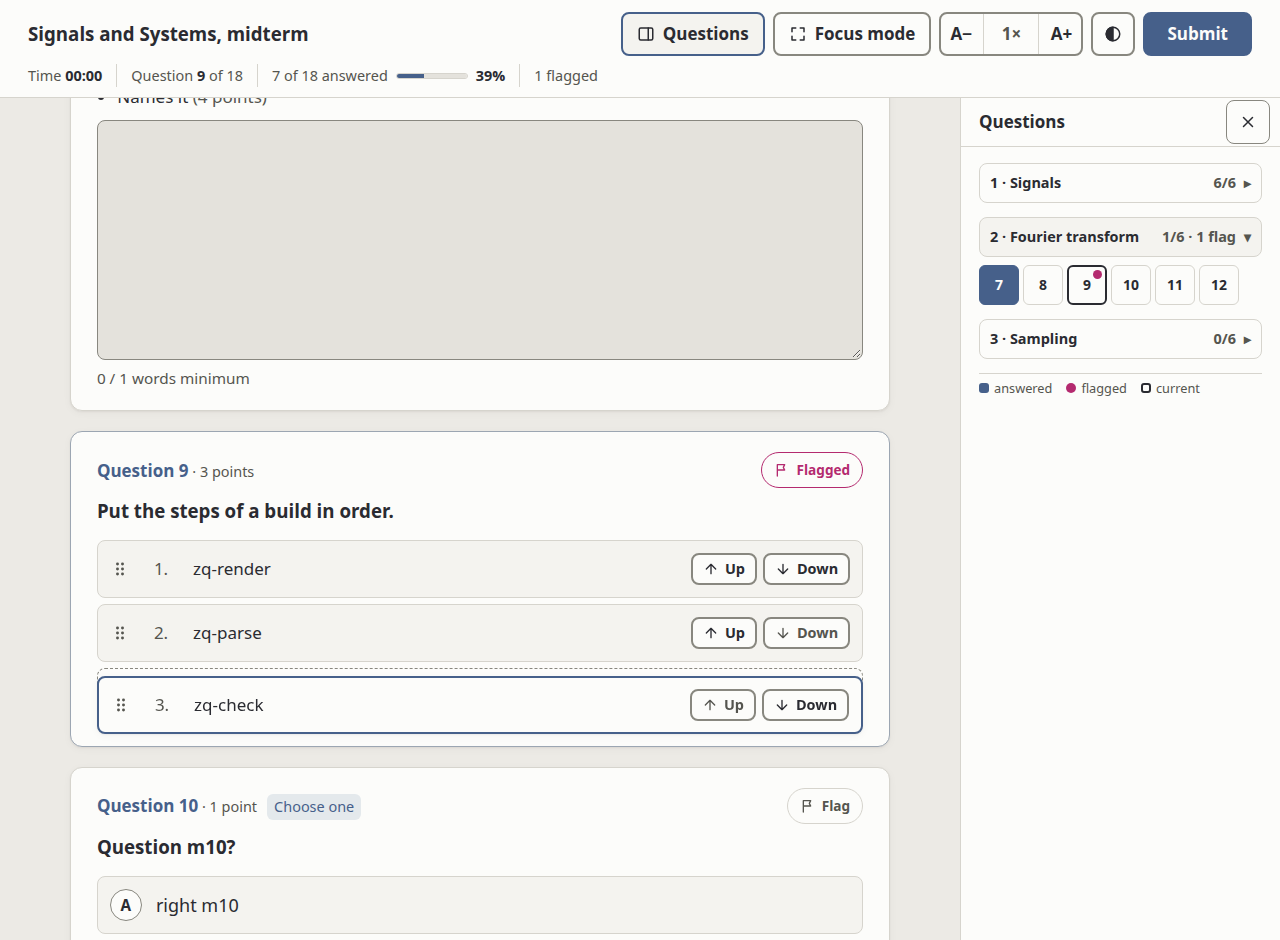 Signals and Systems, midterm
Questions
Focus mode
A−
1×
A+
Submit
Time 00:00
Question 9 of 18
7 of 18 answered
39%
1 flagged
Names it (4 points)
0 / 1 words minimum
Question 9 · 3 points
Flagged
Put the steps of a build in order.
1. zq-render
Up
Down
2. zq-parse
Up
Down
3. zq-check
Up
Down
Question 10 · 1 point
Choose one
Flag
Question m10?
A right m10
Questions
1 · Signals
6/6
2 · Fourier transform
1/6 · 1 flag
7 8 9 10 11 12
3 · Sampling
0/6
answered
flagged
current